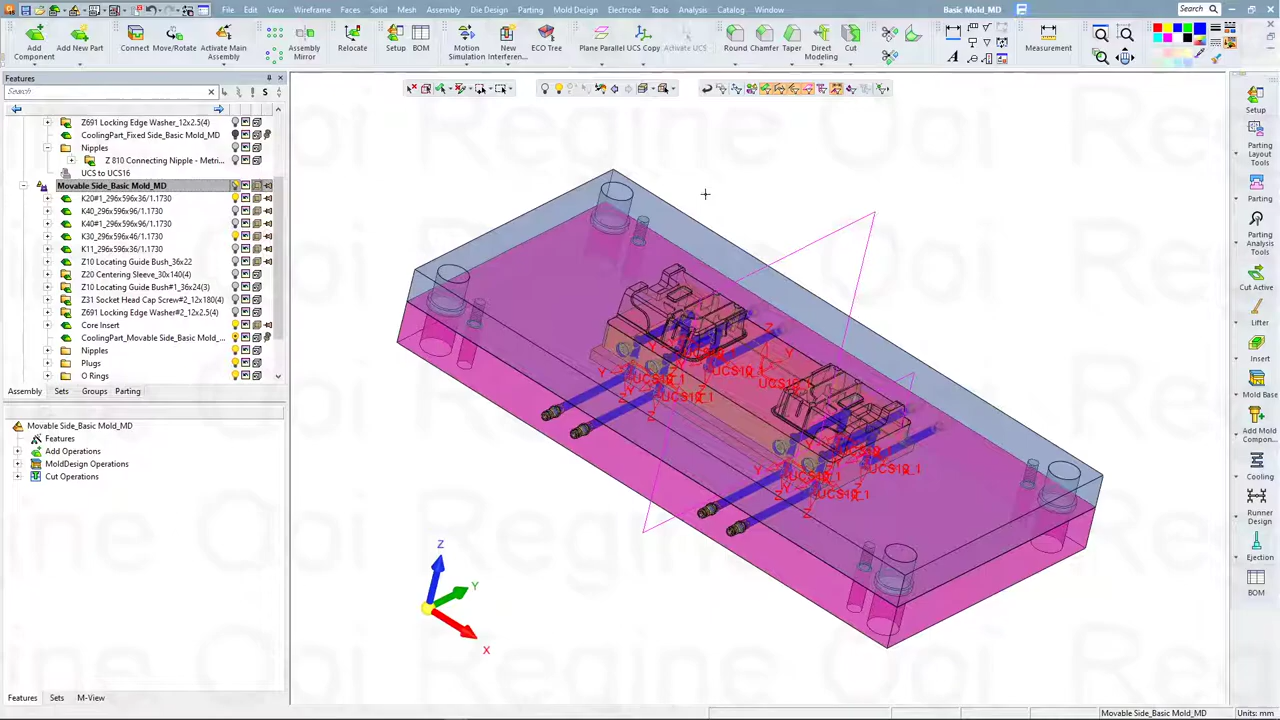 File Edit View Wireframe Faces Solid Mesh Assembly Die Design Parting Mold Design Electrode Tools Analysis Catalog Window Basic Mold_MD Search
Add Component
Add New Part
Connect
Move/Rotate
Activate Main Assembly
Assembly Mirror
Relocate
Setup
BOM
Motion Simulation
New Interferen...
ECO Tree
Plane Parallel
UCS Copy
Activate UCS
Round
Chamfer
Taper
Direct Modeling
Cut
Measurement
Features
Search
Z691 Locking Edge Washer_12x2.5(4)
CoolingPart_Fixed Side_Basic Mold_MD
Nipples
Z 810 Connecting Nipple - Metri...
UCS to UCS16
Movable Side_Basic Mold_MD
K20#1_296x596x36/1.1730
K40_296x596x96/1.1730
K40#1_296x596x96/1.1730
K30_296x596x46/1.1730
K11_296x596x36/1.1730
Z10 Locating Guide Bush_36x22
Z20 Centering Sleeve_30x140(4)
Z10 Locating Guide Bush#1_36x24(3)
Z31 Socket Head Cap Screw#2_12x180(4)
Z691 Locking Edge Washer#2_12x2.5(4)
Core Insert
CoolingPart_Movable Side_Basic Mold_...
Nipples
Plugs
O Rings
Assembly Sets Groups Parting
Movable Side_Basic Mold_MD
Features
Add Operations
MoldDesign Operations
Cut Operations
Features Sets M-View
UCS10_1
UCS10_1
UCS10_1
UCS10_1
UCS10_1
UCS10_1
Z
Y
X
Setup
Parting Layout Tools
Parting
Parting Analysis Tools
Cut Active
Lifter
Insert
Mold Base
Add Mold Compon...
Cooling
Runner Design
Ejection
BOM
Movable Side_Basic Mold_MD
Units: mm